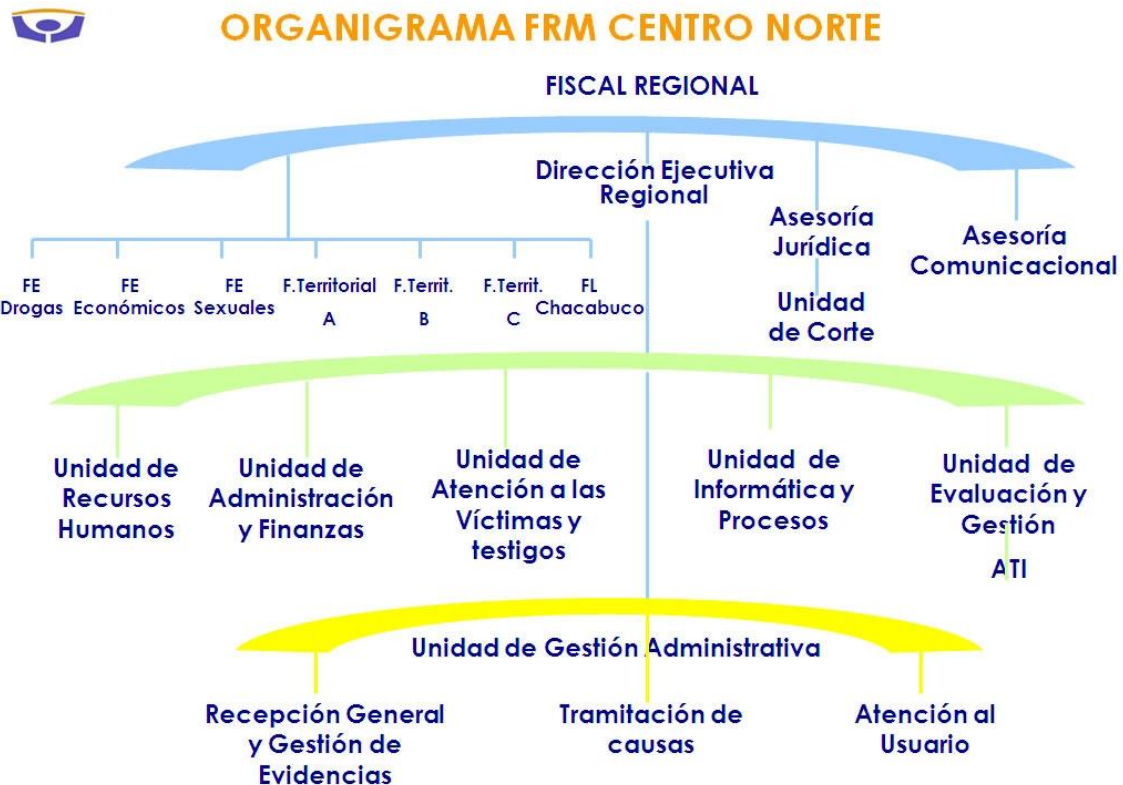 ORGANIGRAMA FRM CENTRO NORTE
FISCAL REGIONAL
Dirección Ejecutiva
Regional
Asesoría
Jurídica
Asesoría
Comunicacional
Unidad
de Corte
FE
Drogas
FE
Económicos
FE
Sexuales
F.Territorial
A
F.Territ.
B
F.Territ.
C
FL
Chacabuco
Unidad de
Recursos
Humanos
Unidad de
Administración
y Finanzas
Unidad de
Atención a las
Víctimas y
testigos
Unidad de
Informática y
Procesos
Unidad de
Evaluación y
Gestión
ATI
Unidad de Gestión Administrativa
Recepción General
y Gestión de
Evidencias
Tramitación de
causas
Atención al
Usuario